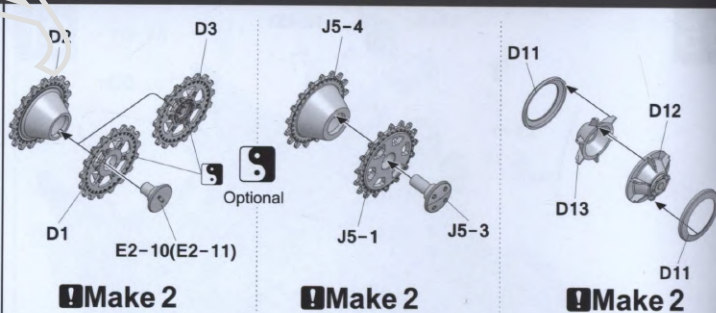 D2
D3
D1
E2-10(E2-11)
Optional
!Make 2
J5-4
J5-1
J5-3
!Make 2
D11
D12
D13
D11
!Make 2